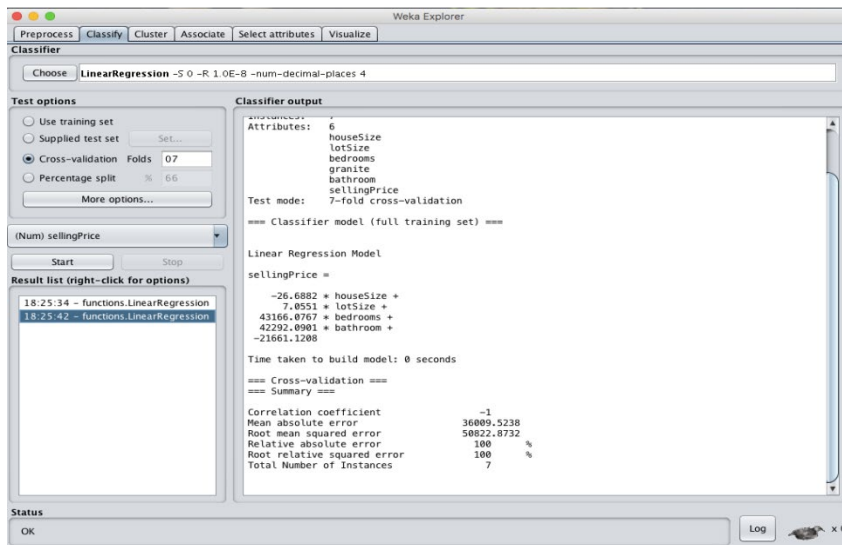 Weka Explorer
Preprocess Classify Cluster Associate Select attributes Visualize
Classifier
Choose LinearRegression -S 0 -R 1.0E-8 -num-decimal-places 4
Test options
Use training set
Supplied test set Set...
Cross-validation Folds 07
Percentage split % 66
More options...
(Num) sellingPrice
Start Stop
Result list (right-click for options)
18:25:34 - functions.LinearRegression
18:25:42 - functions.LinearRegression
Classifier output
Instances: 7
Attributes: 6
houseSize
lotSize
bedrooms
granite
bathroom
sellingPrice
Test mode: 7-fold cross-validation
=== Classifier model (full training set) ===
Linear Regression Model
sellingPrice =
-26.6882 * houseSize +
7.0551 * lotSize +
43166.0767 * bedrooms +
42292.0901 * bathroom +
-21661.1208
Time taken to build model: 0 seconds
=== Cross-validation ===
=== Summary ===
Correlation coefficient -1
Mean absolute error 36009.5238
Root mean squared error 50822.8732
Relative absolute error 100 %
Root relative squared error 100 %
Total Number of Instances 7
Status
OK
Log
x